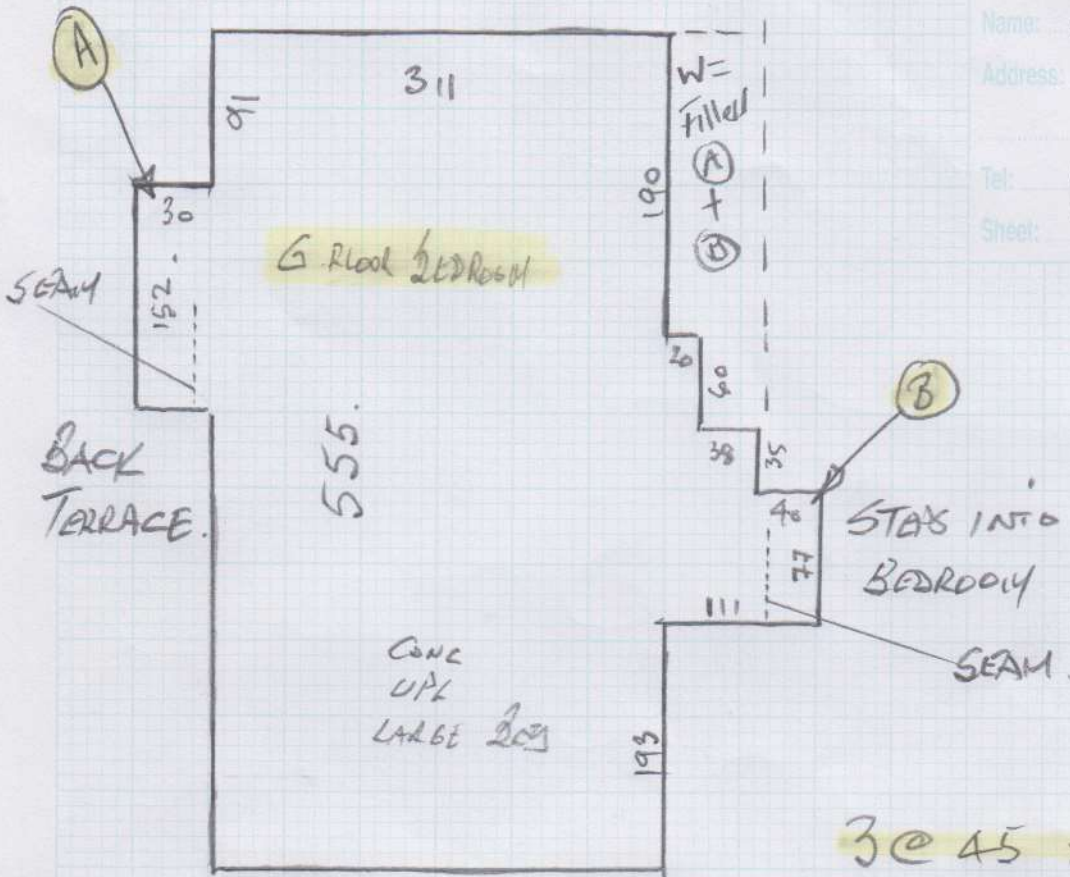 Name:
Address:
Tel:
Sheet:
A
91
311
W=
Filled
A
+
B
190
30
SEAM
152.
G FLOOR BEDROOM
20
60
B
38
35
BACK
TERRACE.
555.
40
STEPS INTO
BEDROOM
77
111
SEAM.
CONC
UPL
LARGE
193
3 @ 45